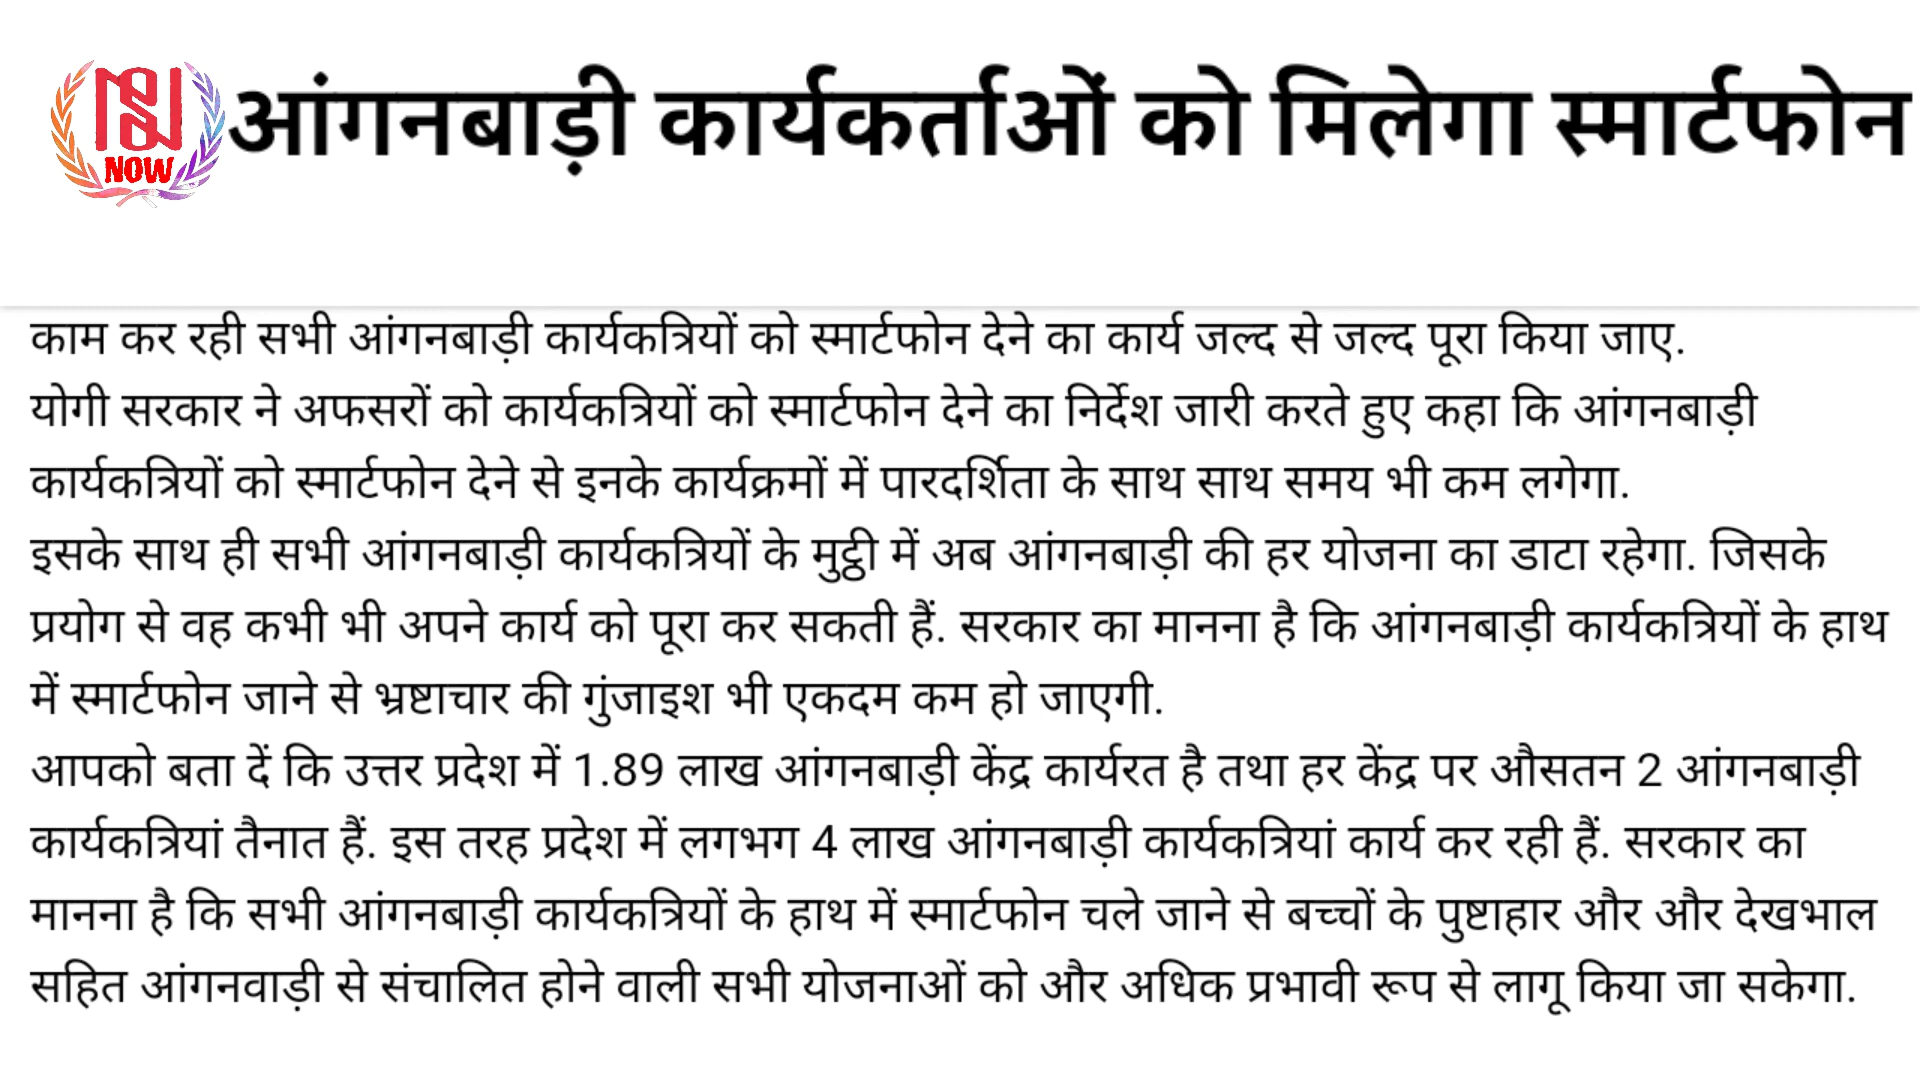 आंगनबाड़ी कार्यकर्ताओं को मिलेगा स्मार्टफोन
NOW
काम कर रही सभी आंगनबाड़ी कार्यकत्रियों को स्मार्टफोन देने का कार्य जल्द से जल्द पूरा किया जाए.
योगी सरकार ने अफसरों को कार्यकत्रियों को स्मार्टफोन देने का निर्देश जारी करते हुए कहा कि आंगनबाड़ी
कार्यकत्रियों को स्मार्टफोन देने से इनके कार्यक्रमों में पारदर्शिता के साथ साथ समय भी कम लगेगा.
इसके साथ ही सभी आंगनबाड़ी कार्यकत्रियों के मुट्ठी में अब आंगनबाड़ी की हर योजना का डाटा रहेगा. जिसके
प्रयोग से वह कभी भी अपने कार्य को पूरा कर सकती हैं. सरकार का मानना है कि आंगनबाड़ी कार्यकत्रियों के हाथ
में स्मार्टफोन जाने से भ्रष्टाचार की गुंजाइश भी एकदम कम हो जाएगी.
आपको बता दें कि उत्तर प्रदेश में 1.89 लाख आंगनबाड़ी केंद्र कार्यरत है तथा हर केंद्र पर औसतन 2 आंगनबाड़ी
कार्यकत्रियां तैनात हैं. इस तरह प्रदेश में लगभग 4 लाख आंगनबाड़ी कार्यकत्रियां कार्य कर रही हैं. सरकार का
मानना है कि सभी आंगनबाड़ी कार्यकत्रियों के हाथ में स्मार्टफोन चले जाने से बच्चों के पुष्टाहार और और देखभाल
सहित आंगनवाड़ी से संचालित होने वाली सभी योजनाओं को और अधिक प्रभावी रूप से लागू किया जा सकेगा.